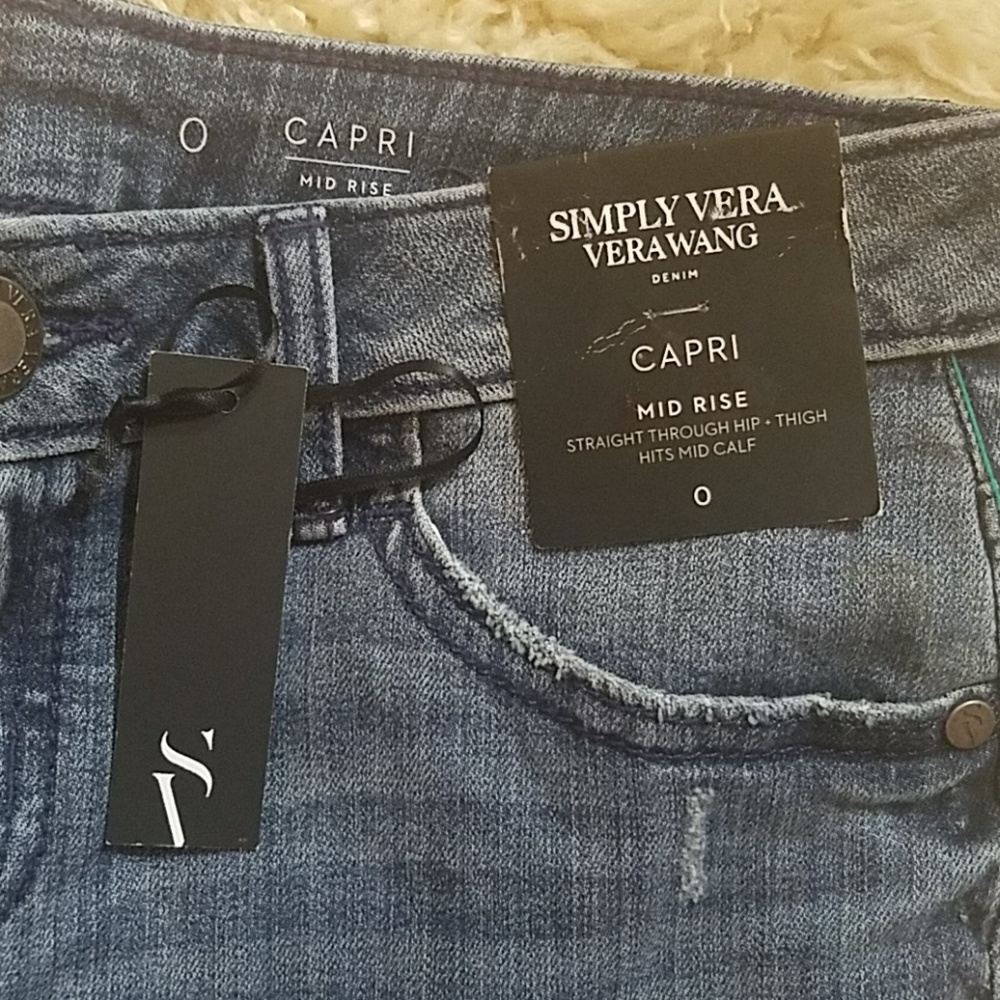 0 CAPRI
MID RISE
SIMPLY VERA
VERA WANG
DENIM
CAPRI
MID RISE
STRAIGHT THROUGH HIP + THIGH
HITS MID CALF
0
SV